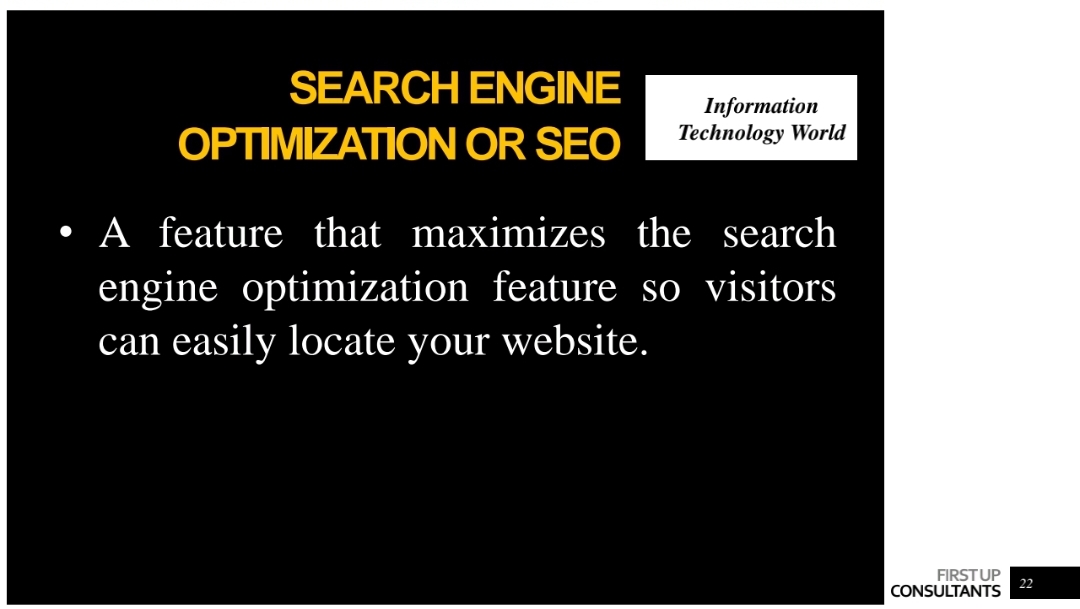 SEARCH ENGINE
OPTIMIZATION OR SEO
Information
Technology World
• A feature that maximizes the search
engine optimization feature so visitors
can easily locate your website.
FIRST UP
CONSULTANTS
22